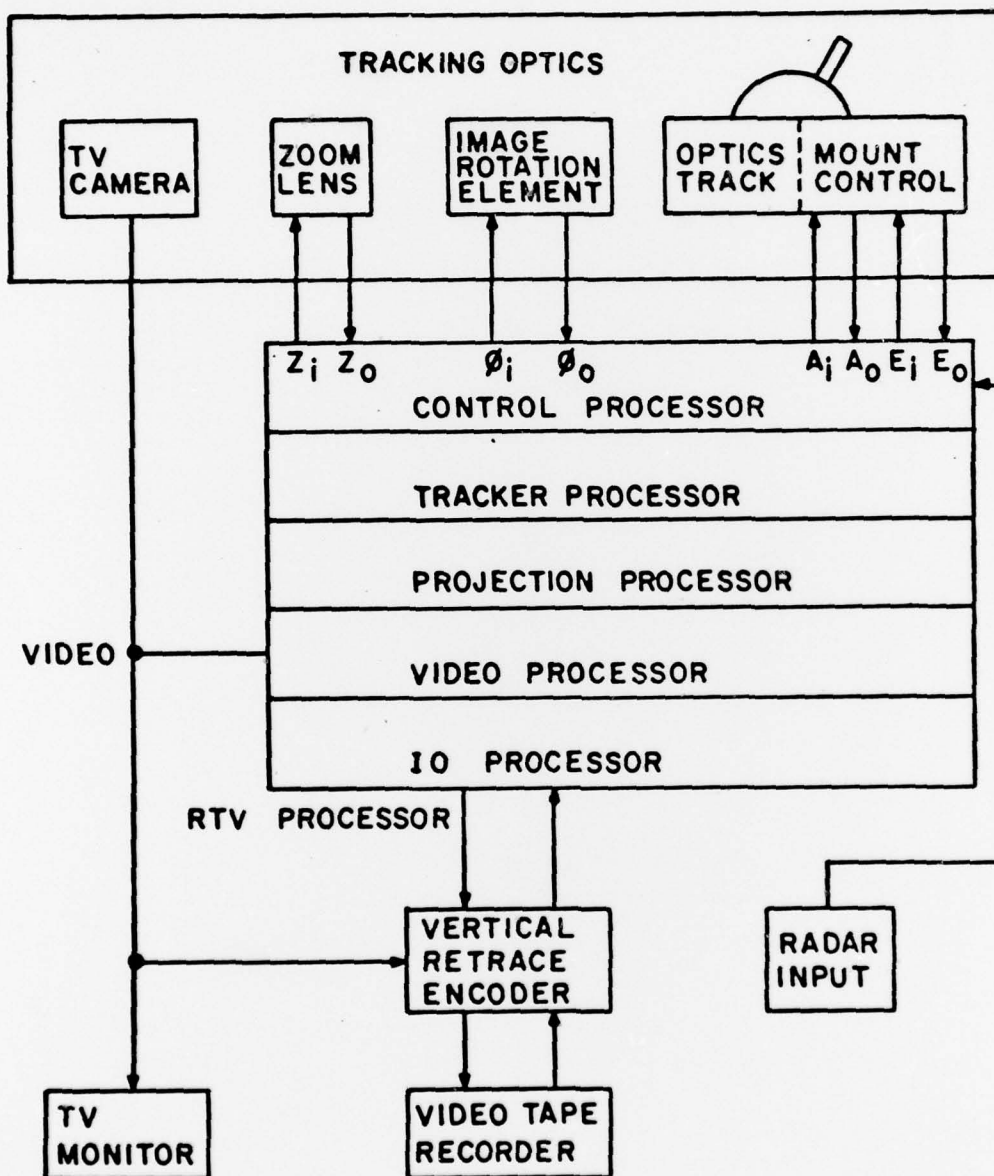 TRACKING OPTICS
TV
CAMERA
ZOOM
LENS
IMAGE
ROTATION
ELEMENT
OPTICS
TRACK
MOUNT
CONTROL
Zi Zo Øi Øo Ai Ao Ei Eo
CONTROL PROCESSOR
TRACKER PROCESSOR
PROJECTION PROCESSOR
VIDEO
VIDEO PROCESSOR
IO PROCESSOR
RTV PROCESSOR
VERTICAL
RETRACE
ENCODER
RADAR
INPUT
TV
MONITOR
VIDEO TAPE
RECORDER